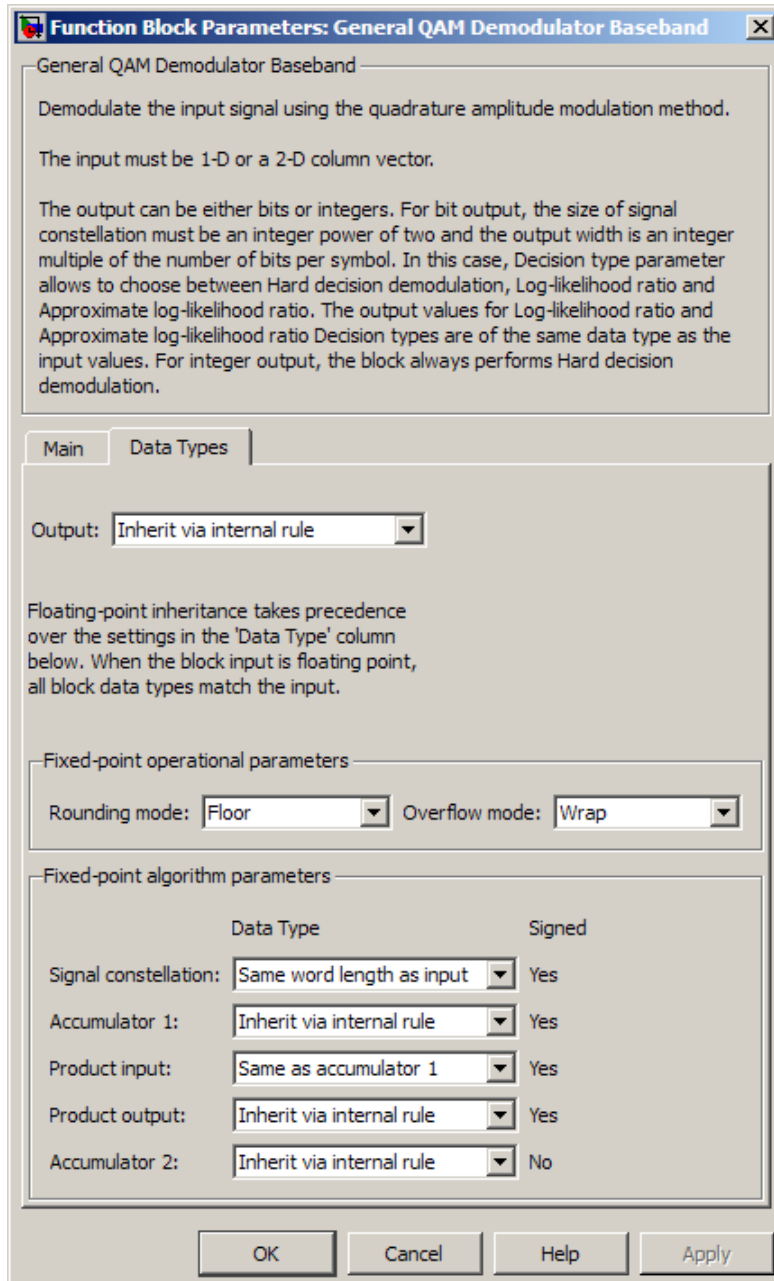 Function Block Parameters: General QAM Demodulator Baseband
General QAM Demodulator Baseband
Demodulate the input signal using the quadrature amplitude modulation method.
The input must be 1-D or a 2-D column vector.
The output can be either bits or integers. For bit output, the size of signal
constellation must be an integer power of two and the output width is an integer
multiple of the number of bits per symbol. In this case, Decision type parameter
allows to choose between Hard decision demodulation, Log-likelihood ratio and
Approximate log-likelihood ratio. The output values for Log-likelihood ratio and
Approximate log-likelihood ratio Decision types are of the same data type as the
input values. For integer output, the block always performs Hard decision
demodulation.
Main Data Types
Output: Inherit via internal rule
Floating-point inheritance takes precedence
over the settings in the 'Data Type' column
below. When the block input is floating point,
all block data types match the input.
Fixed-point operational parameters
Rounding mode: Floor Overflow mode: Wrap
Fixed-point algorithm parameters
Data Type Signed
Signal constellation: Same word length as input Yes
Accumulator 1: Inherit via internal rule Yes
Product input: Same as accumulator 1 Yes
Product output: Inherit via internal rule Yes
Accumulator 2: Inherit via internal rule No
OK Cancel Help Apply